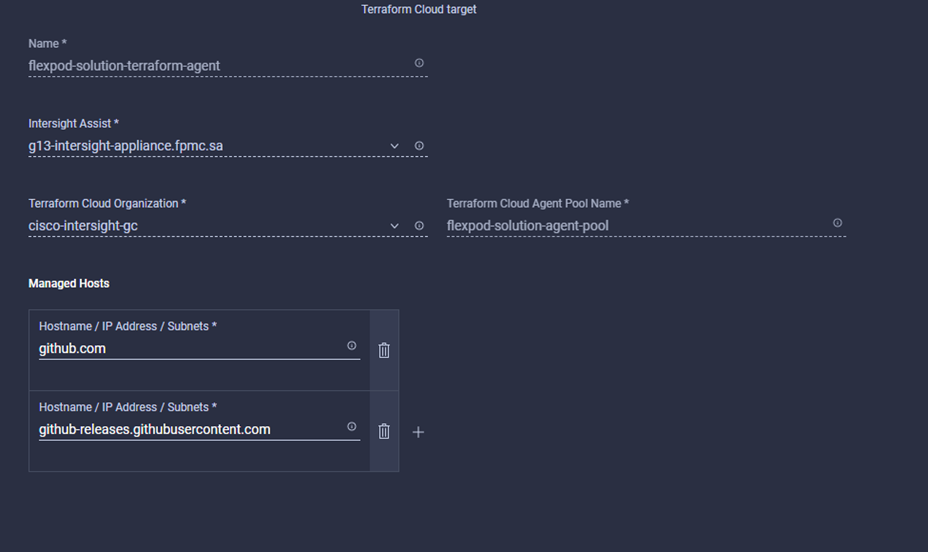 Terraform Cloud target
Name *
flexpod-solution-terraform-agent
Intersight Assist *
g13-intersight-appliance.fpmc.sa
Terraform Cloud Organization *
cisco-intersight-gc
Terraform Cloud Agent Pool Name *
flexpod-solution-agent-pool
Managed Hosts
Hostname / IP Address / Subnets *
github.com
Hostname / IP Address / Subnets *
github-releases.githubusercontent.com